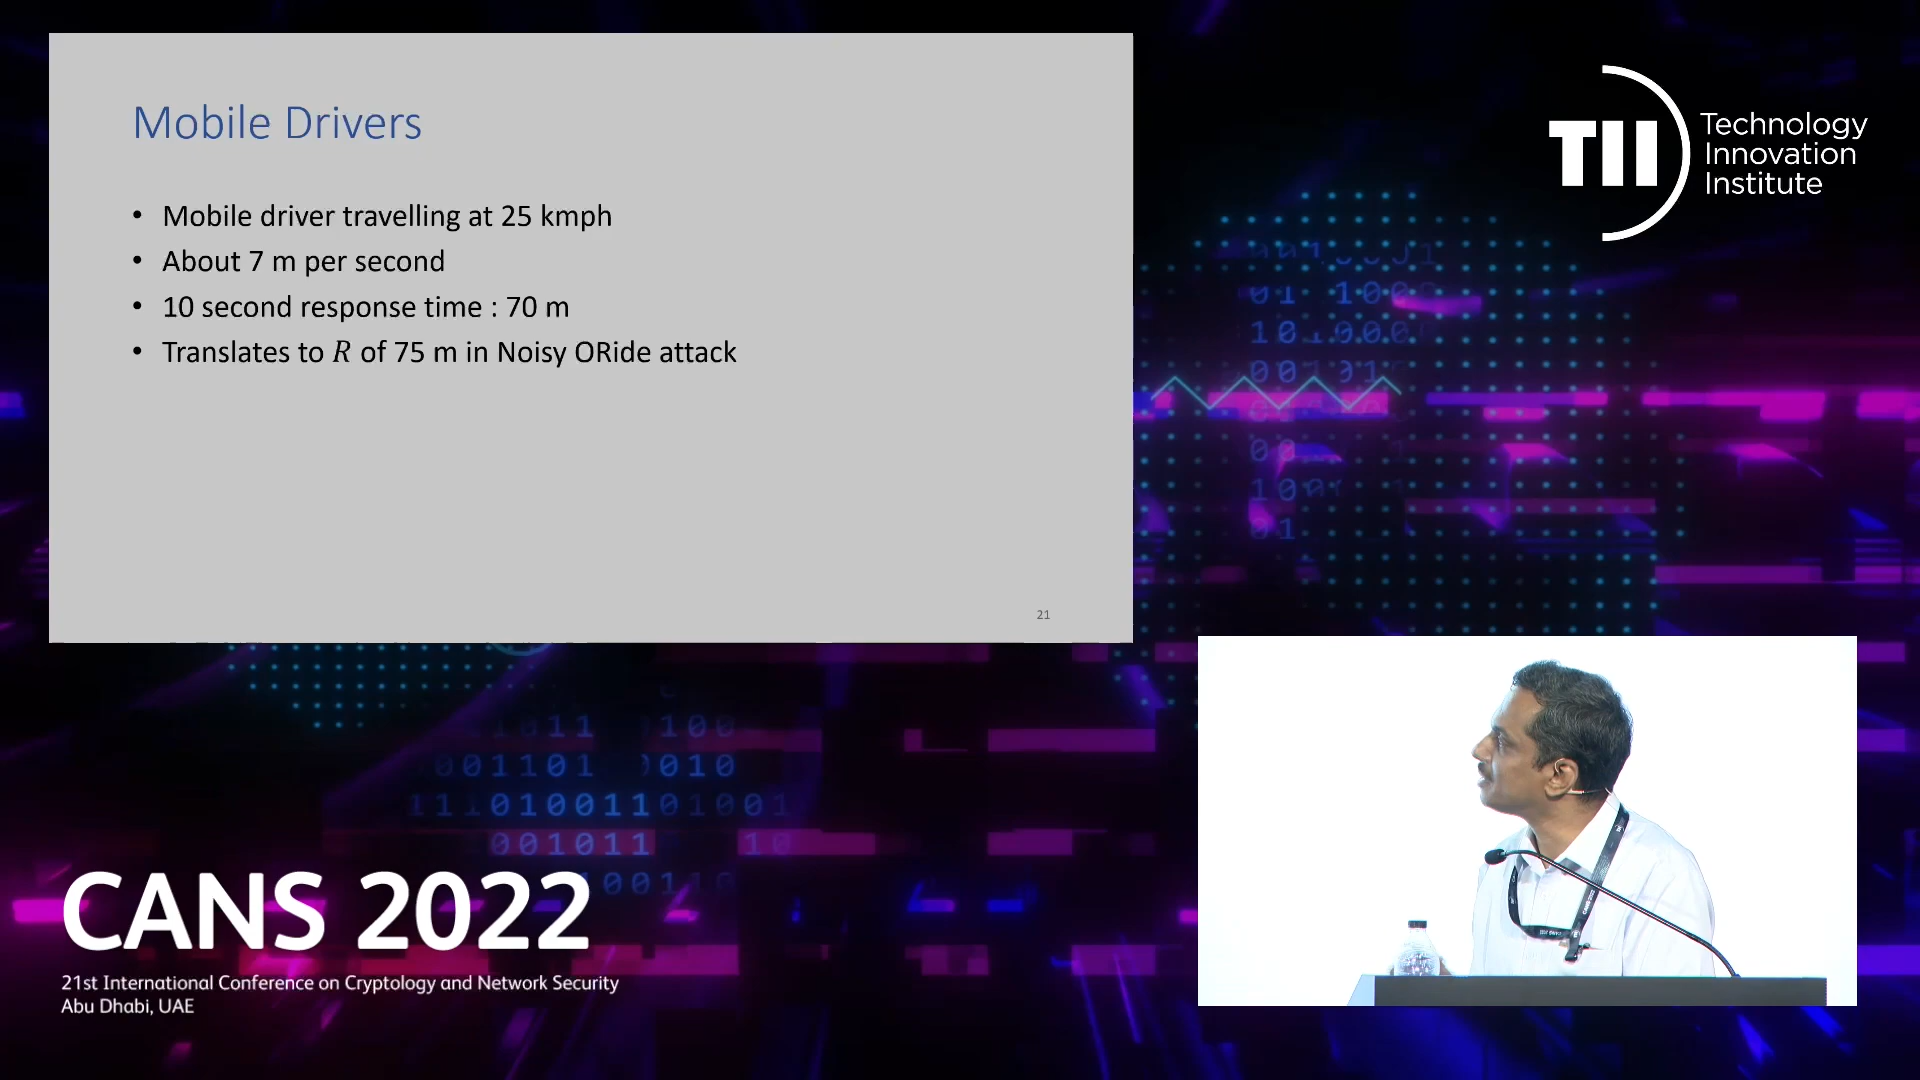 Mobile Drivers
• Mobile driver travelling at 25 kmph
• About 7 m per second
• 10 second response time : 70 m
• Translates to R of 75 m in Noisy ORide attack
21
TII
Technology
Innovation
Institute
CANS 2022
21st International Conference on Cryptology and Network Security
Abu Dhabi, UAE